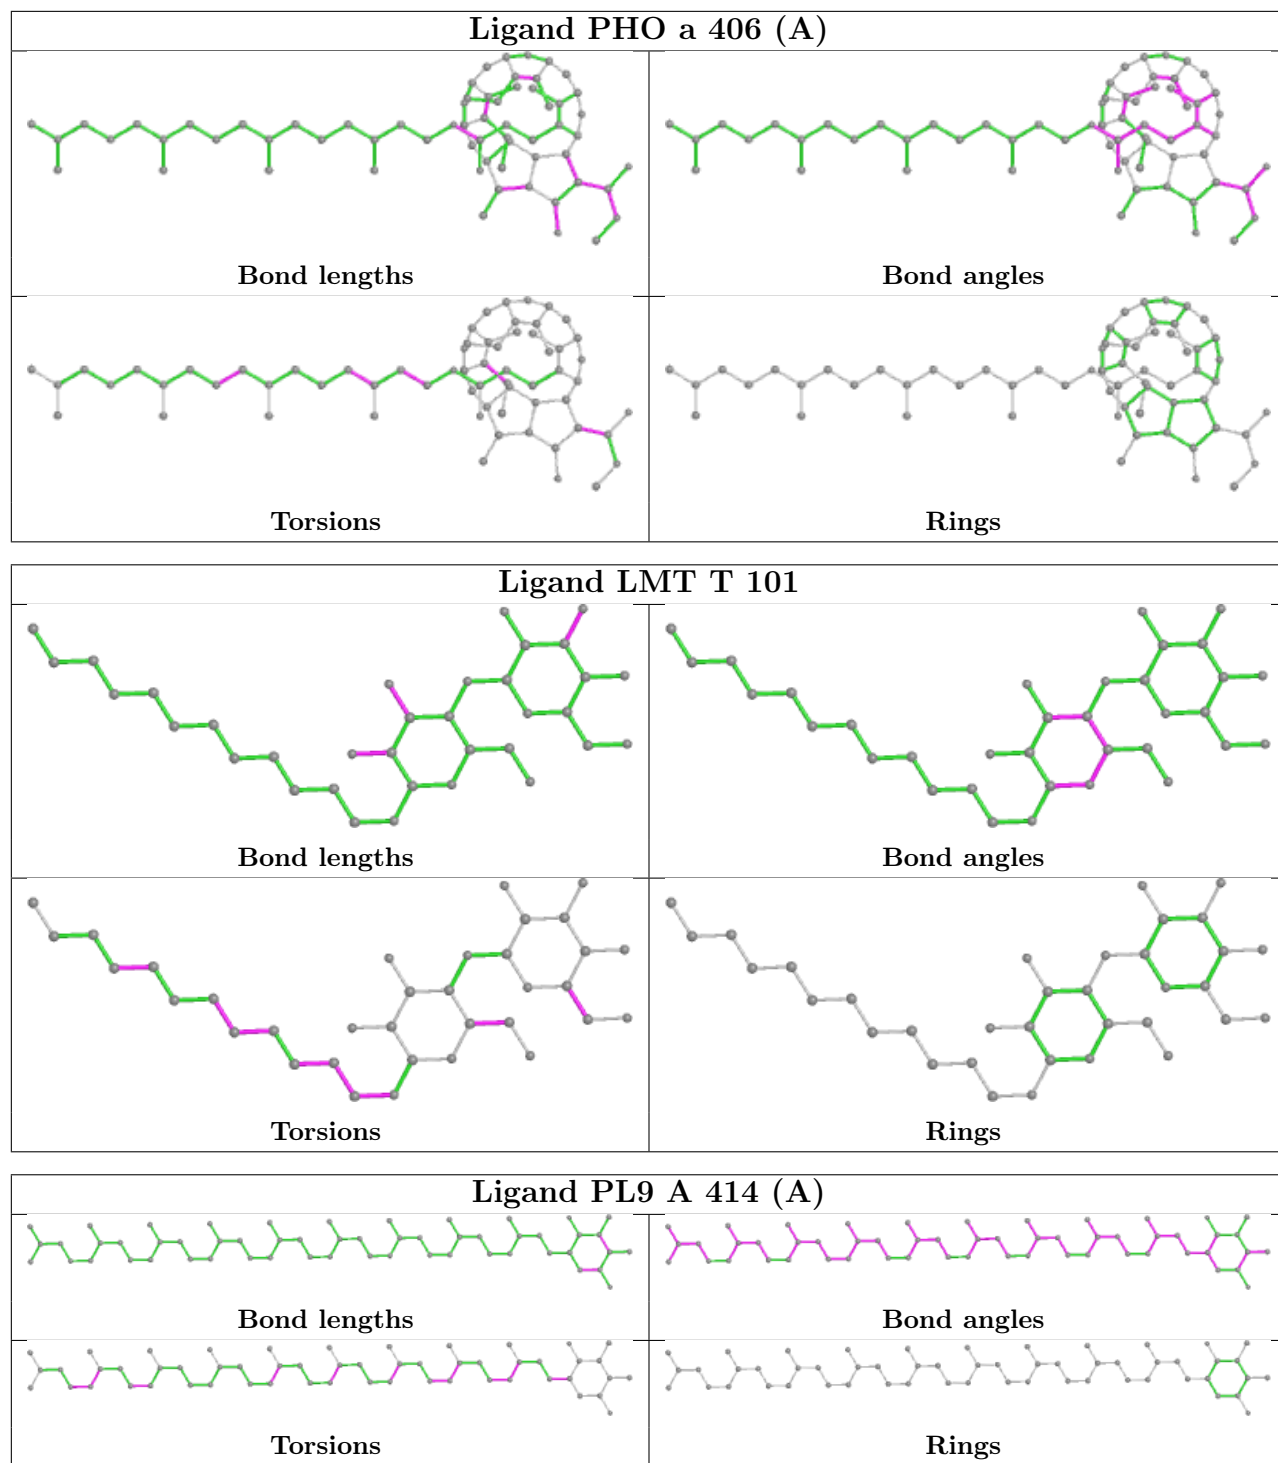 Ligand PHO a 406 (A)
Bond lengths
Bond angles
Torsions
Rings
Ligand LMT T 101
Bond lengths
Bond angles
Torsions
Rings
Ligand PL9 A 414 (A)
Bond lengths
Bond angles
Torsions
Rings